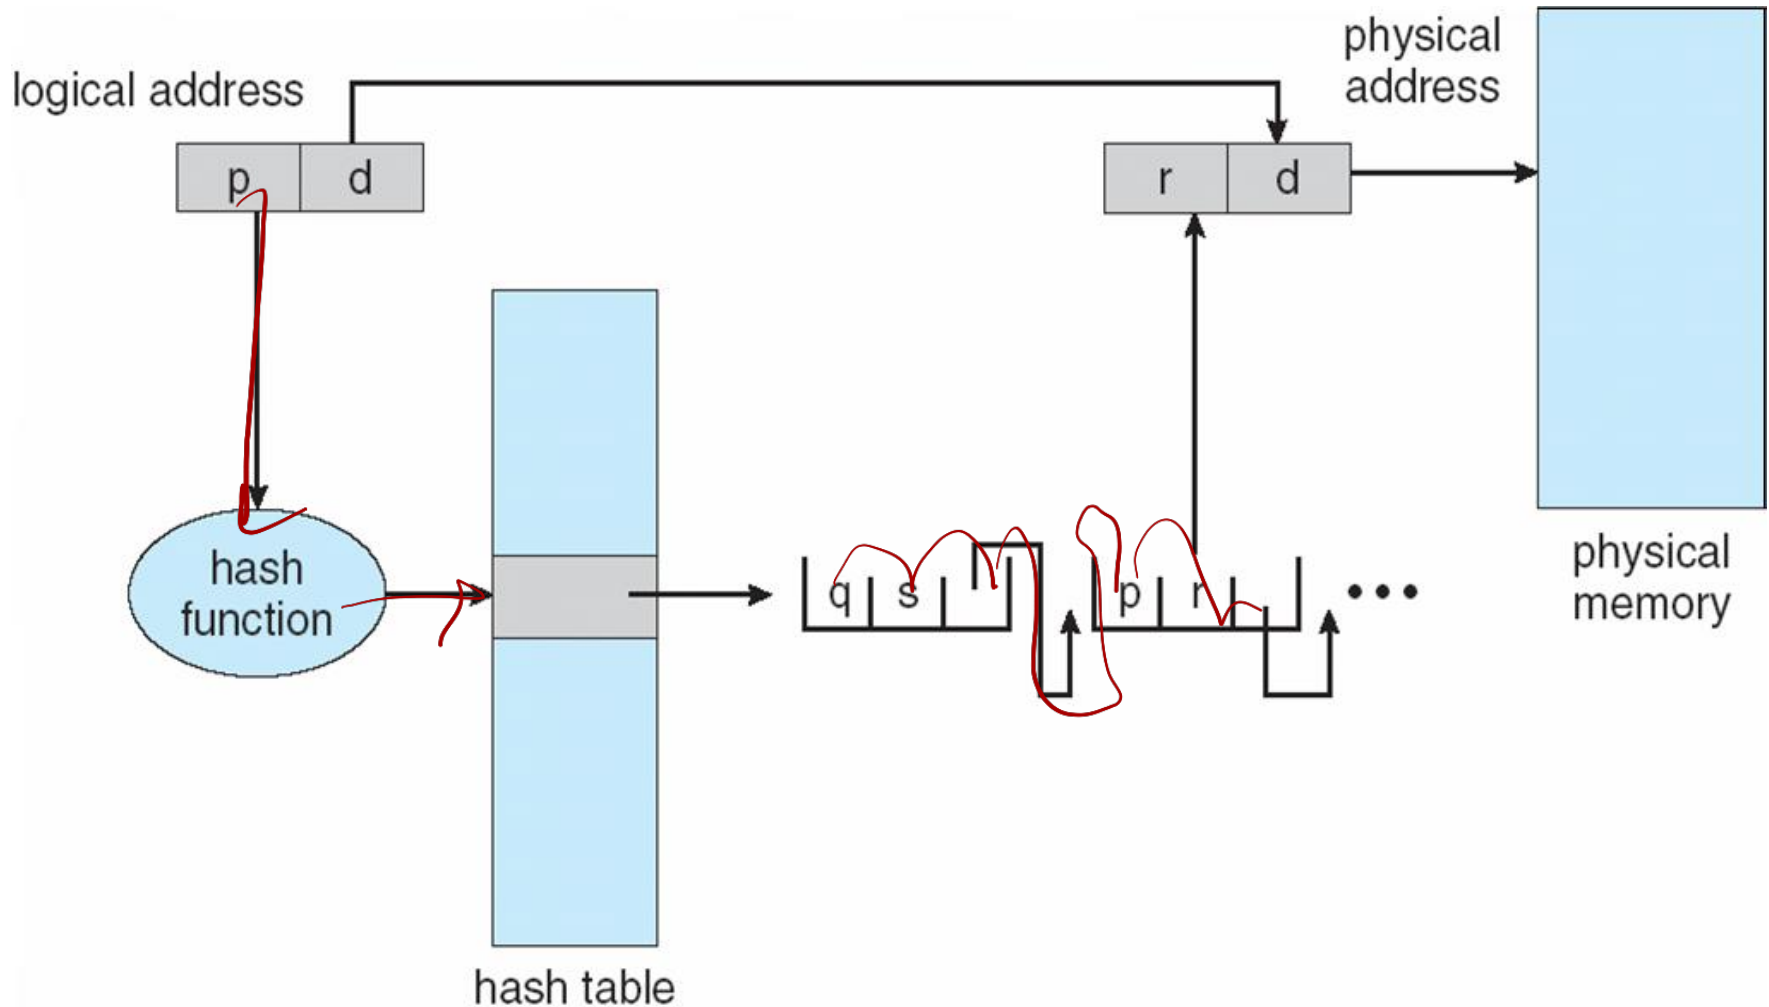 logical address
physical
address
p d
r d
hash
function
q s
p r
•••
physical
memory
hash table